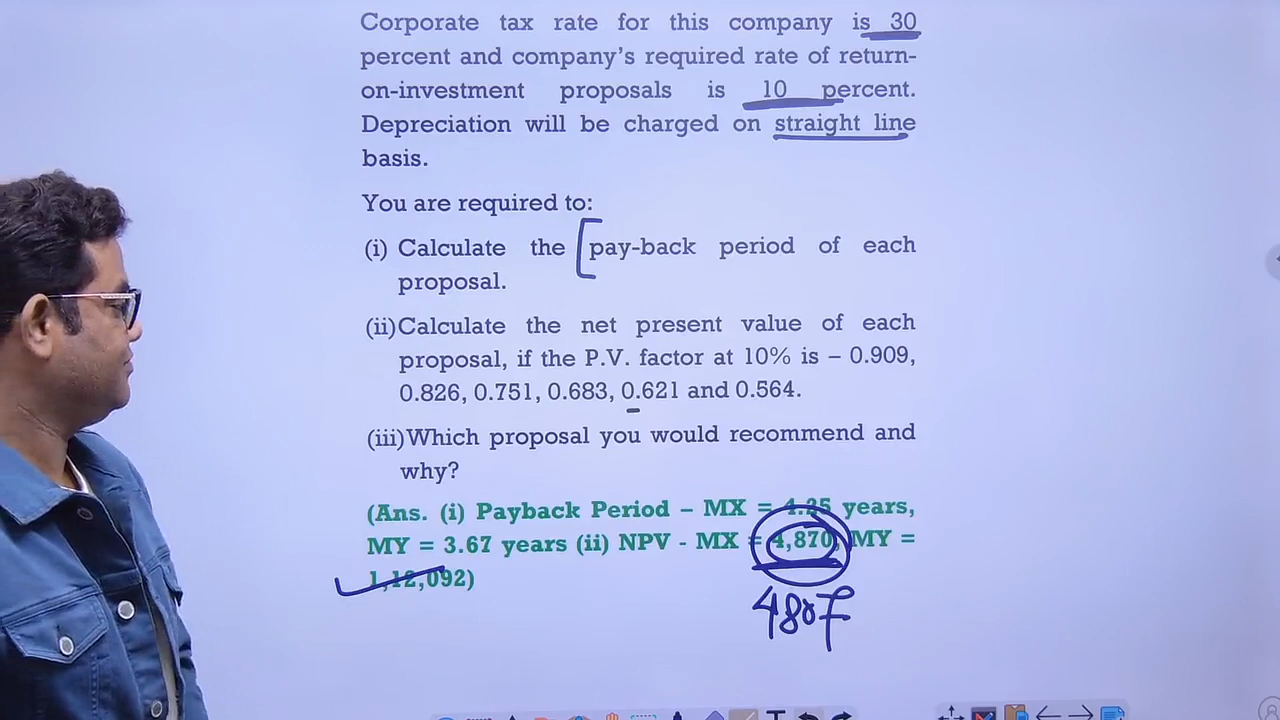 Corporate tax rate for this company is 30
percent and company's required rate of return-
on-investment proposals is 10 percent.
Depreciation will be charged on straight line
basis.
You are required to:
(i) Calculate the pay-back period of each
proposal.
(ii)Calculate the net present value of each
proposal, if the P.V. factor at 10% is – 0.909,
0.826, 0.751, 0.683, 0.621 and 0.564.
(iii)Which proposal you would recommend and
why?
(Ans. (i) Payback Period – MX = 4.25 years,
MY = 3.67 years (ii) NPV - MX = 4,870, MY =
1,12,092)
4807